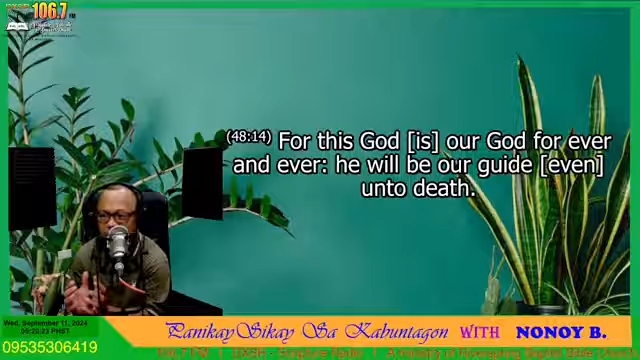 106.7 FM
(48:14) For this God [is] our God for ever
and ever: he will be our guide [even]
unto death.
Wed, September 11, 2024
09535306419
PanikaySikay Sa Kabuntagon WITH NONOY B.